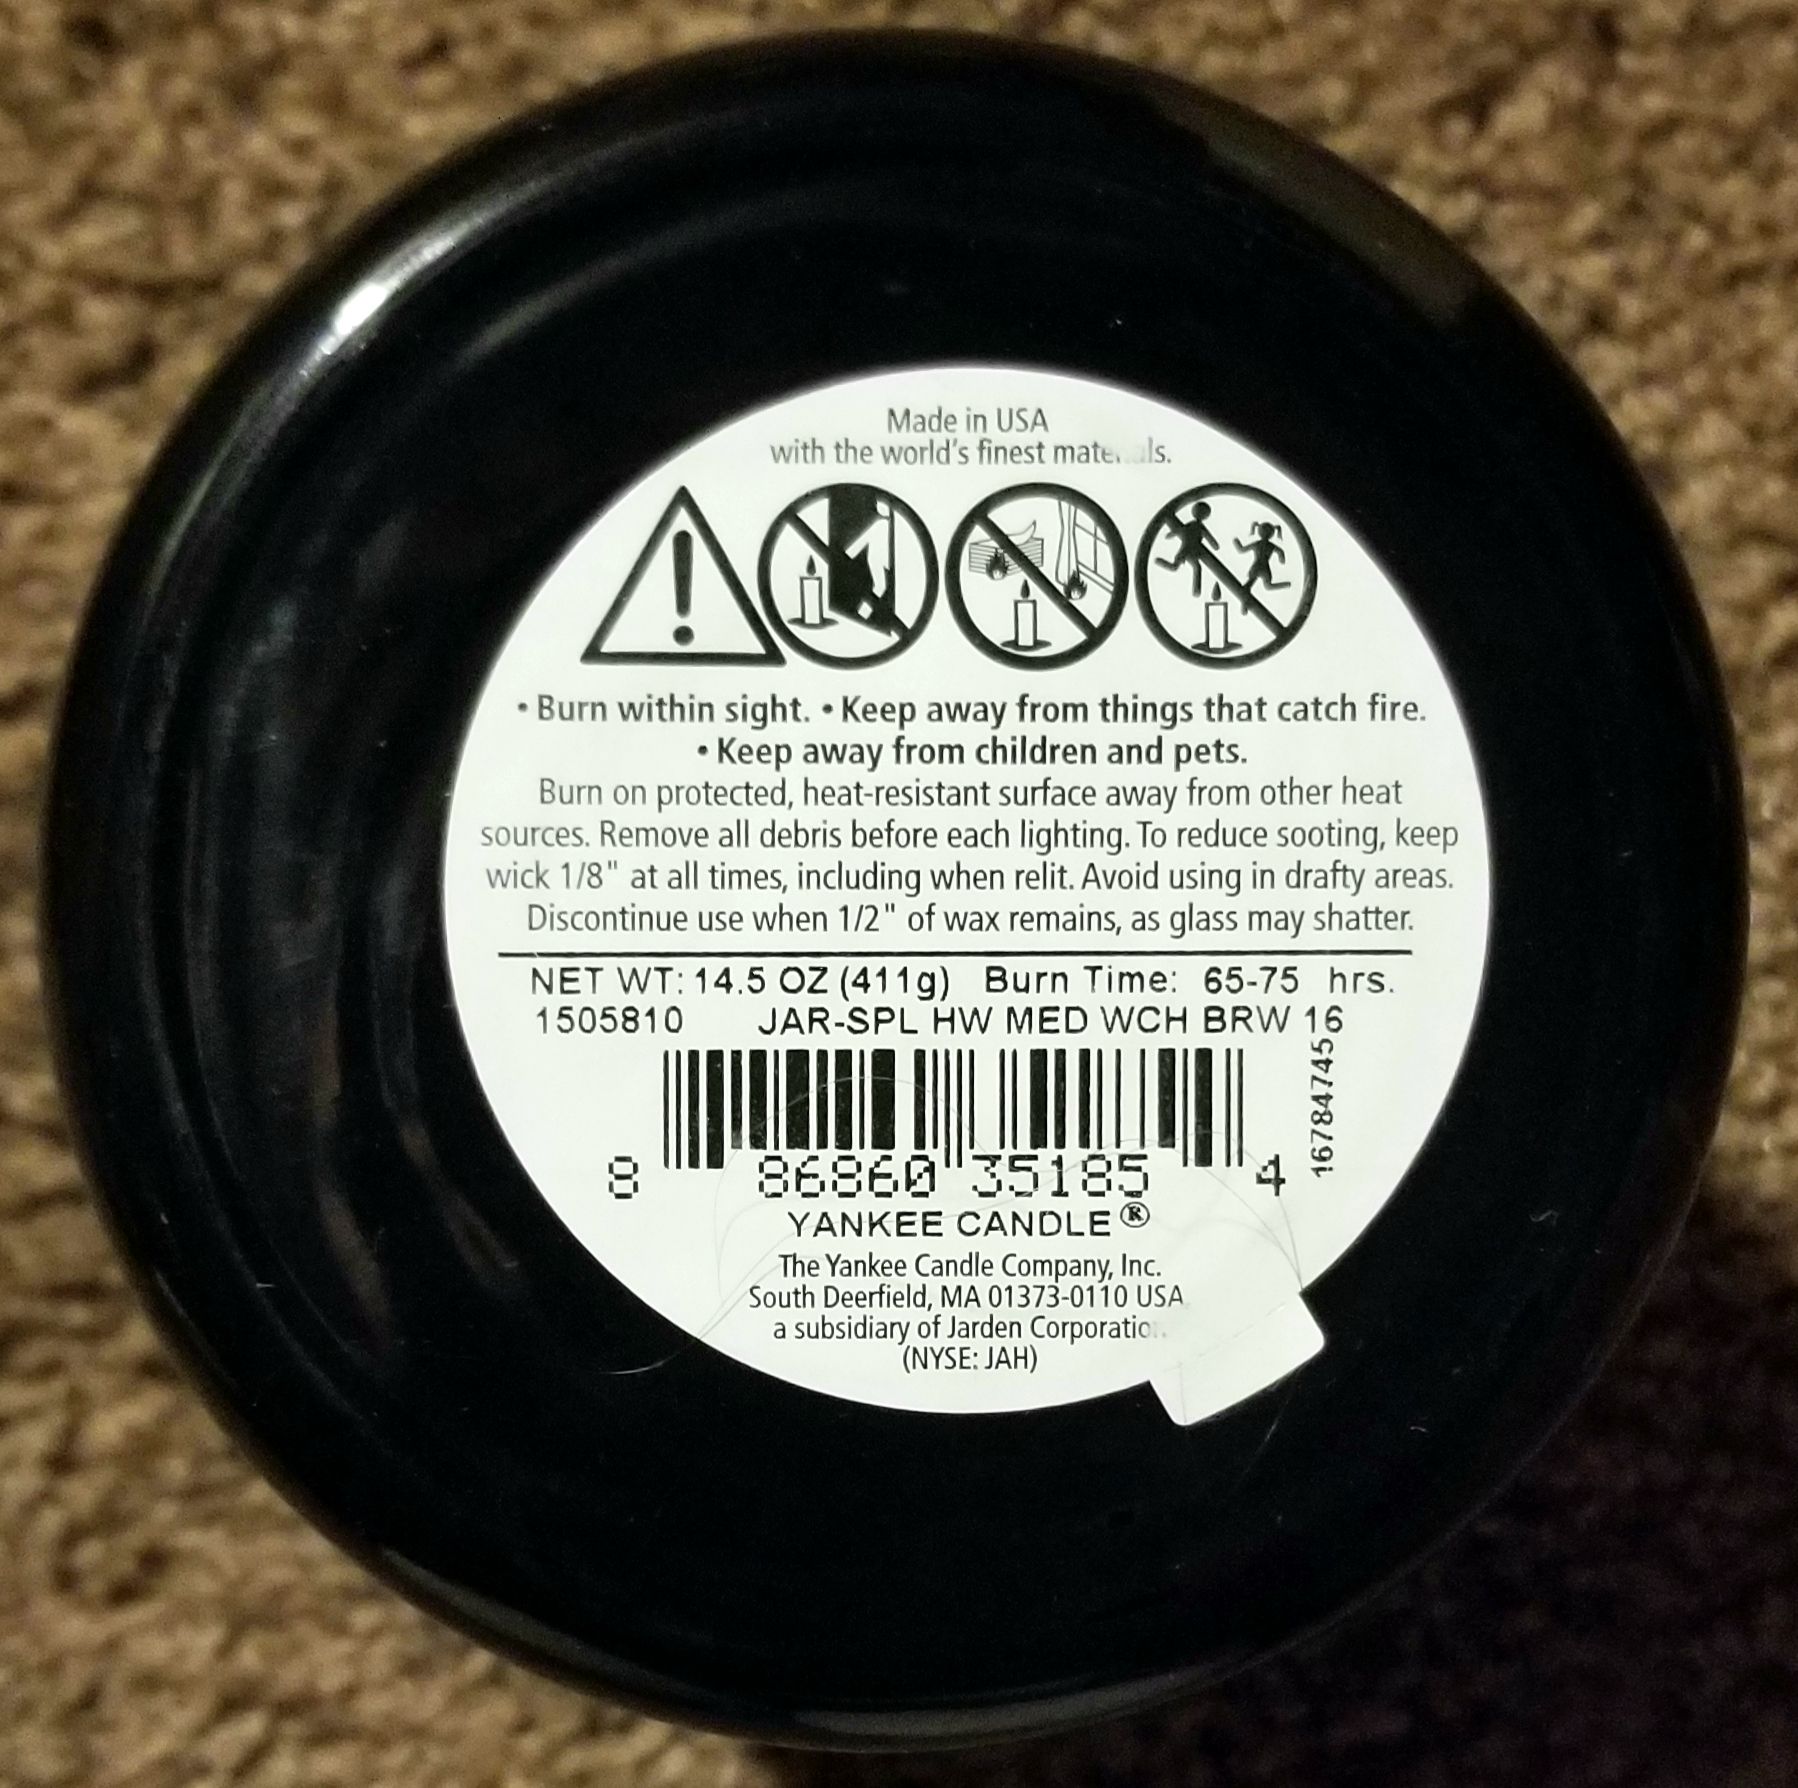 Made in USA
with the world's finest
• Burn within sight. • Keep away from things that catch fire.
• Keep away from children and pets.
Burn on protected, heat-resistant surface away from other heat
sources. Remove all debris before each lighting. To reduce sooting, keep
wick 1/8" at all times, including when relit. Avoid using in drafty areas.
Discontinue use when 1/2" of wax remains, as glass may shatter.
NET WT: 14.5 OZ (411g) Burn Time: 65-75 hrs.
1505810 JAR-SPL HW MED WCH BRW 16
16784745
8 86860 35185 4
YANKEE CANDLE®
The Yankee Candle Company, Inc.
South Deerfield, MA 01373-0110 USA
a subsidiary of Jarden
(NYSE: JAH)